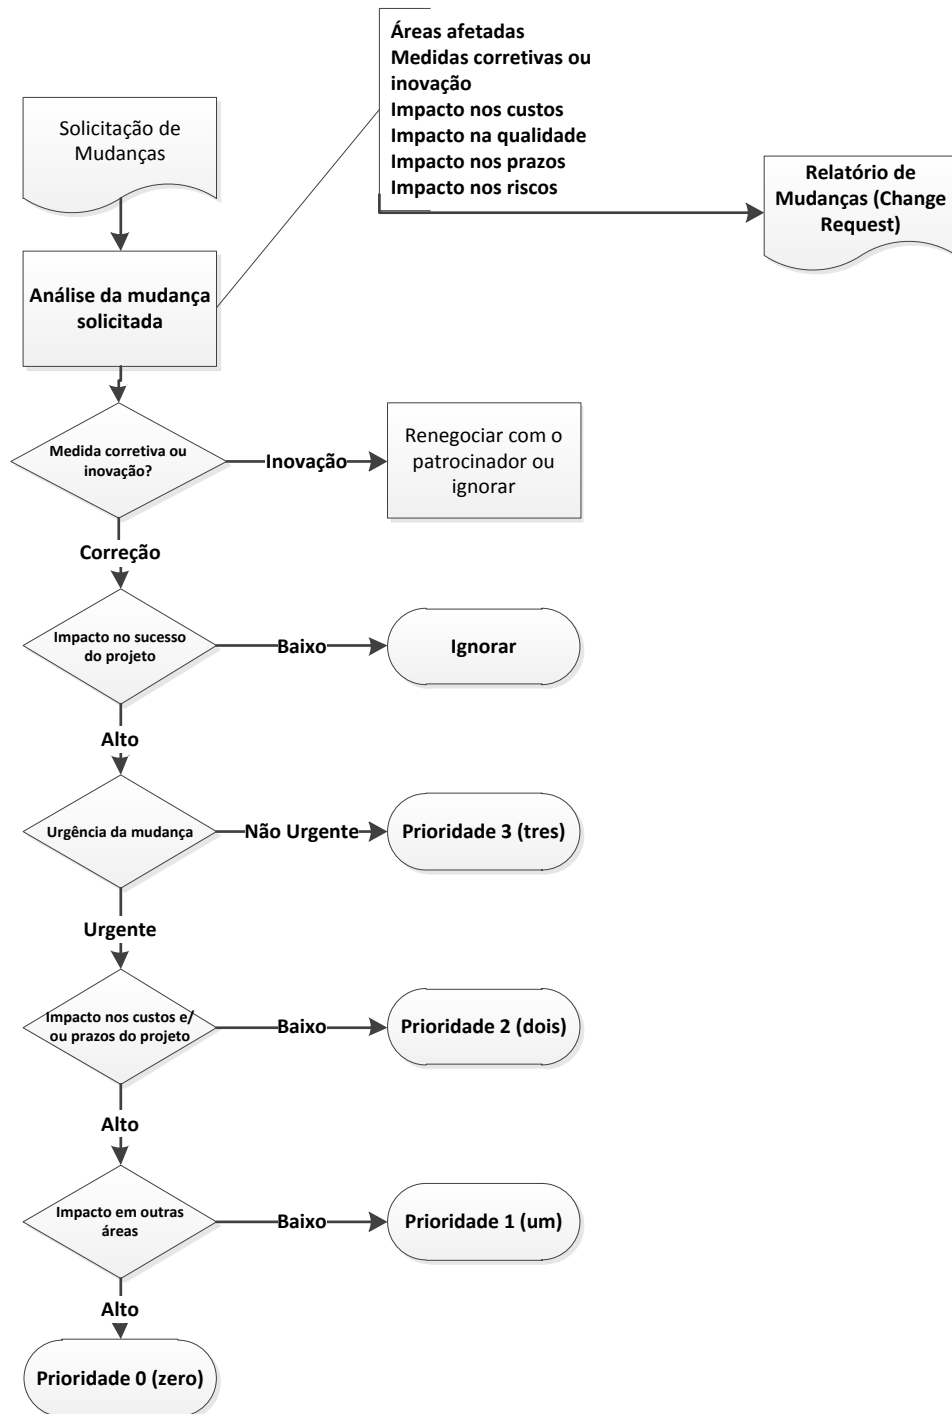 Áreas afetadas
Medidas corretivas ou
inovação
Impacto nos custos
Impacto na qualidade
Impacto nos prazos
Impacto nos riscos
Solicitação de
Mudanças
Relatório de
Mudanças (Change
Request)
Análise da mudança
solicitada
Medida corretiva ou
inovação?
Inovação
Renegociar com o
patrocinador ou
ignorar
Correção
Impacto no sucesso
do projeto
Baixo
Ignorar
Alto
Urgência da mudança
Não Urgente
Prioridade 3 (tres)
Urgente
Impacto nos custos e/
ou prazos do projeto
Baixo
Prioridade 2 (dois)
Alto
Impacto em outras
áreas
Baixo
Prioridade 1 (um)
Alto
Prioridade 0 (zero)